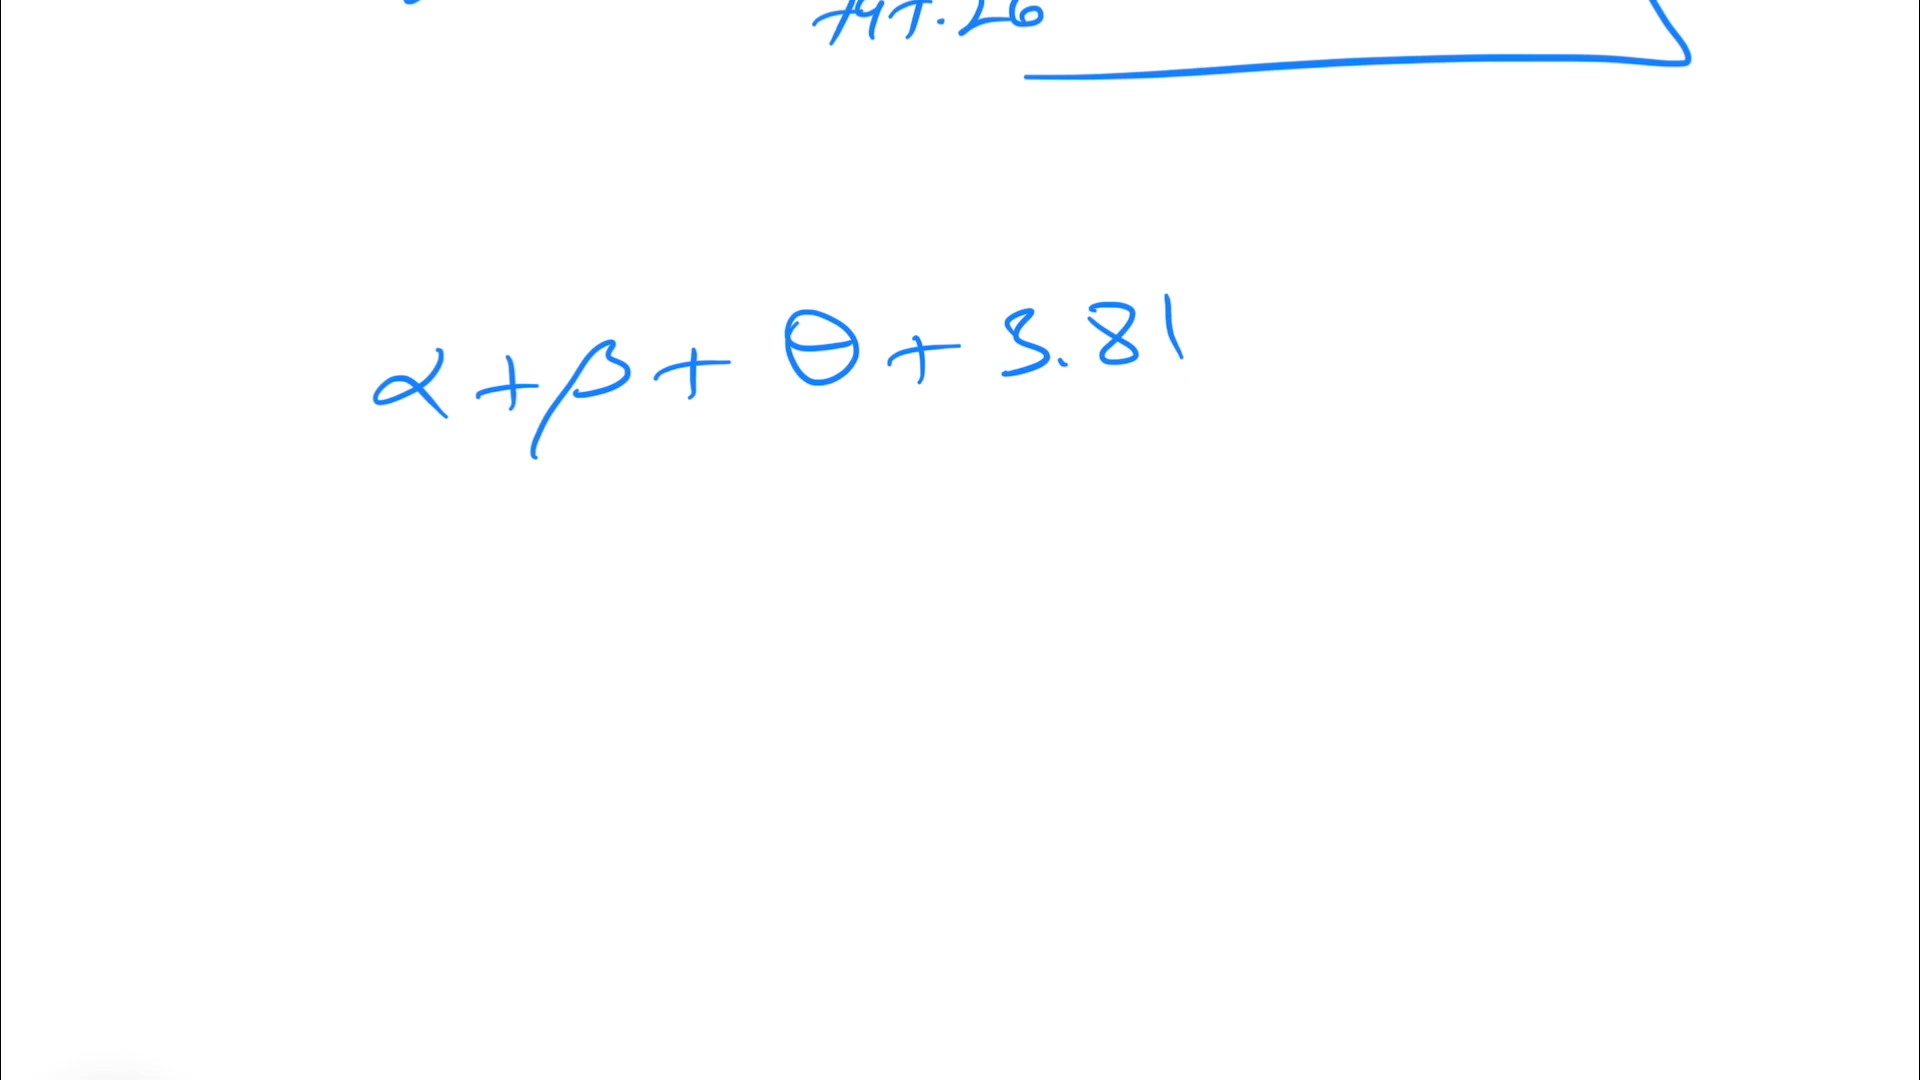 α + β + θ + 3.81